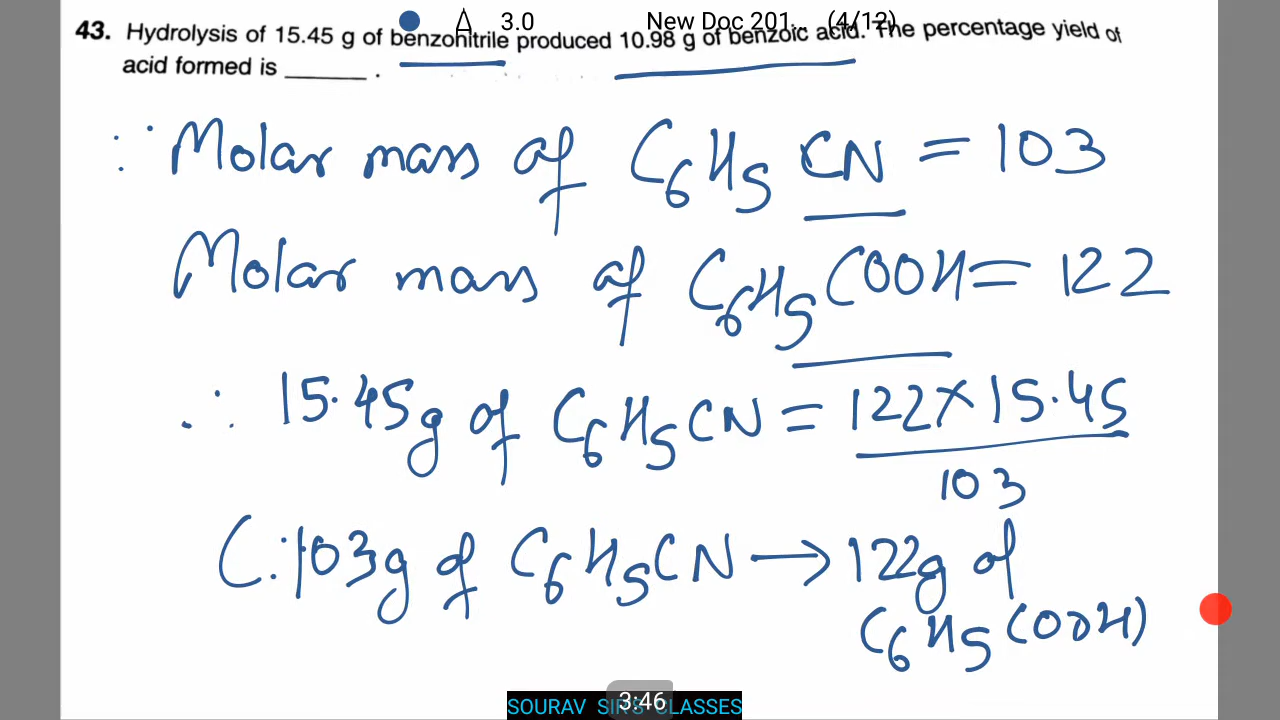 3.0 New Doc 201... (4/12)
43. Hydrolysis of 15.45 g of benzonitrile produced 10.98 g of benzoic acid. The percentage yield of
acid formed is ______ .
∵ Molar mass of C6H5CN = 103
Molar mass of C6H5COOH = 122
∴ 15.45g of C6H5CN = 122×15.45
103
(∵ 103g of C6H5CN → 122g of
C6H5COOH)
3:46
SOURAV SIR'S CLASSES